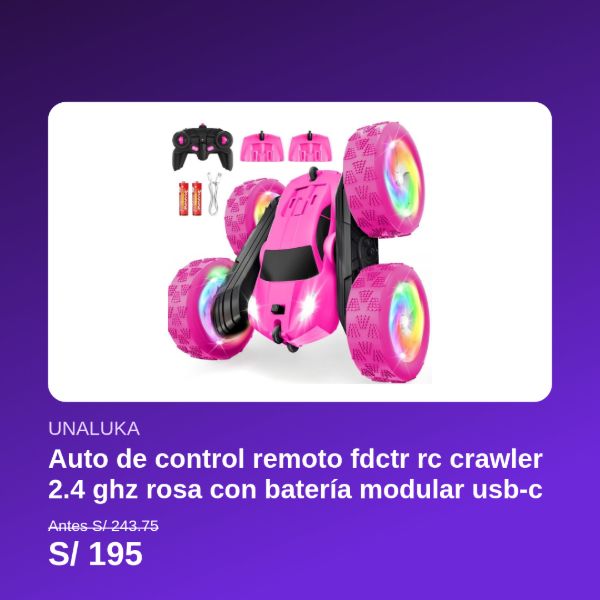 UNALUKA
Auto de control remoto fdctr rc crawler
2.4 ghz rosa con batería modular usb-c
Antes S/ 243.75
S/ 195